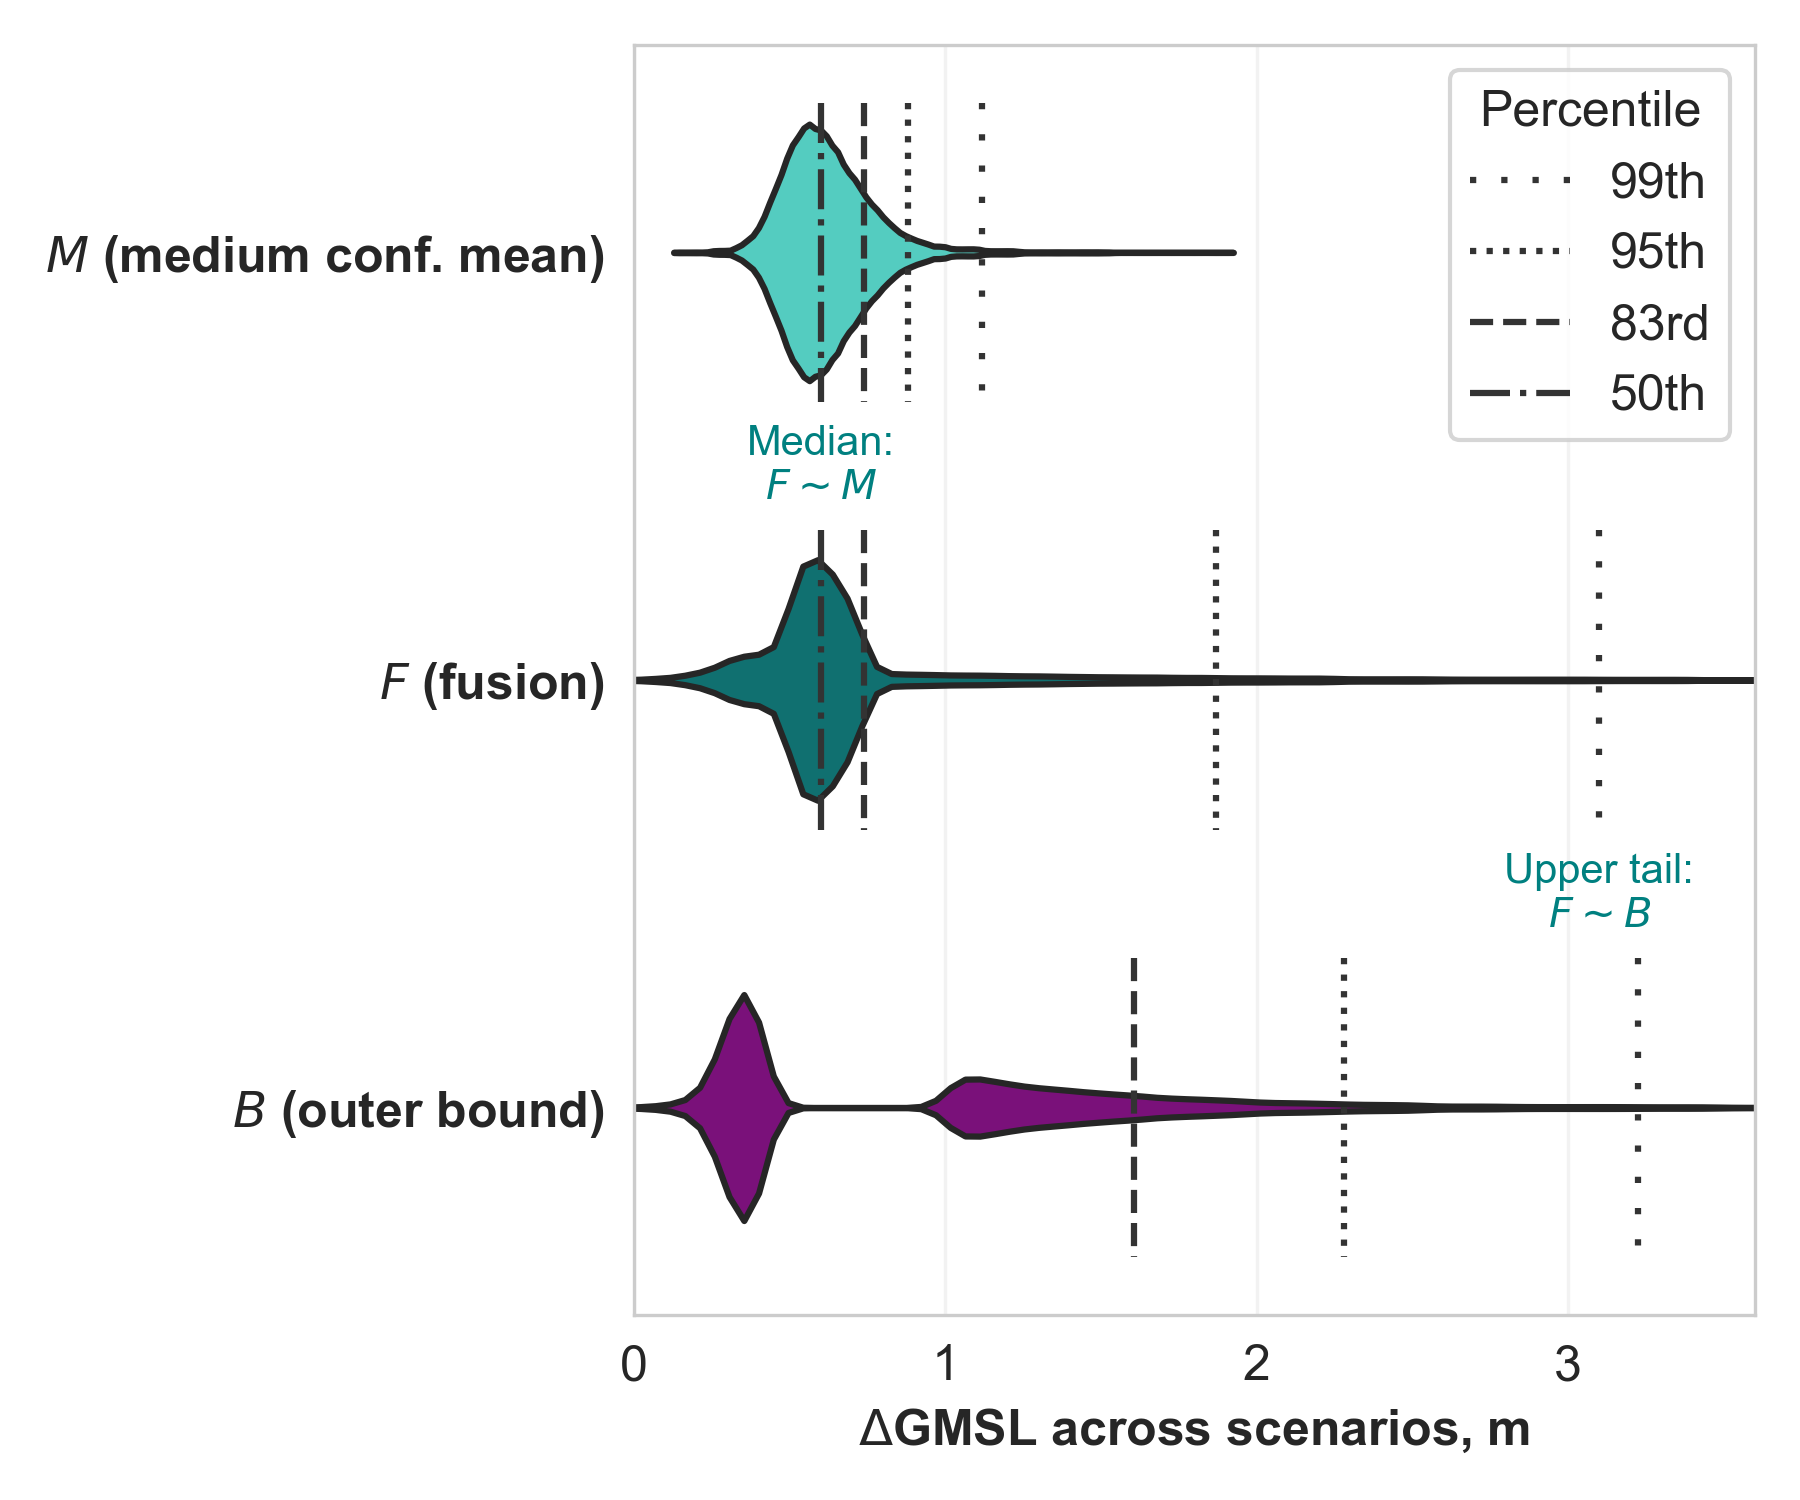 Percentile
99th
95th
83rd
50th
M (medium conf. mean)
Median:
F ~ M
F (fusion)
Upper tail:
F ~ B
B (outer bound)
0 1 2 3
ΔGMSL across scenarios, m